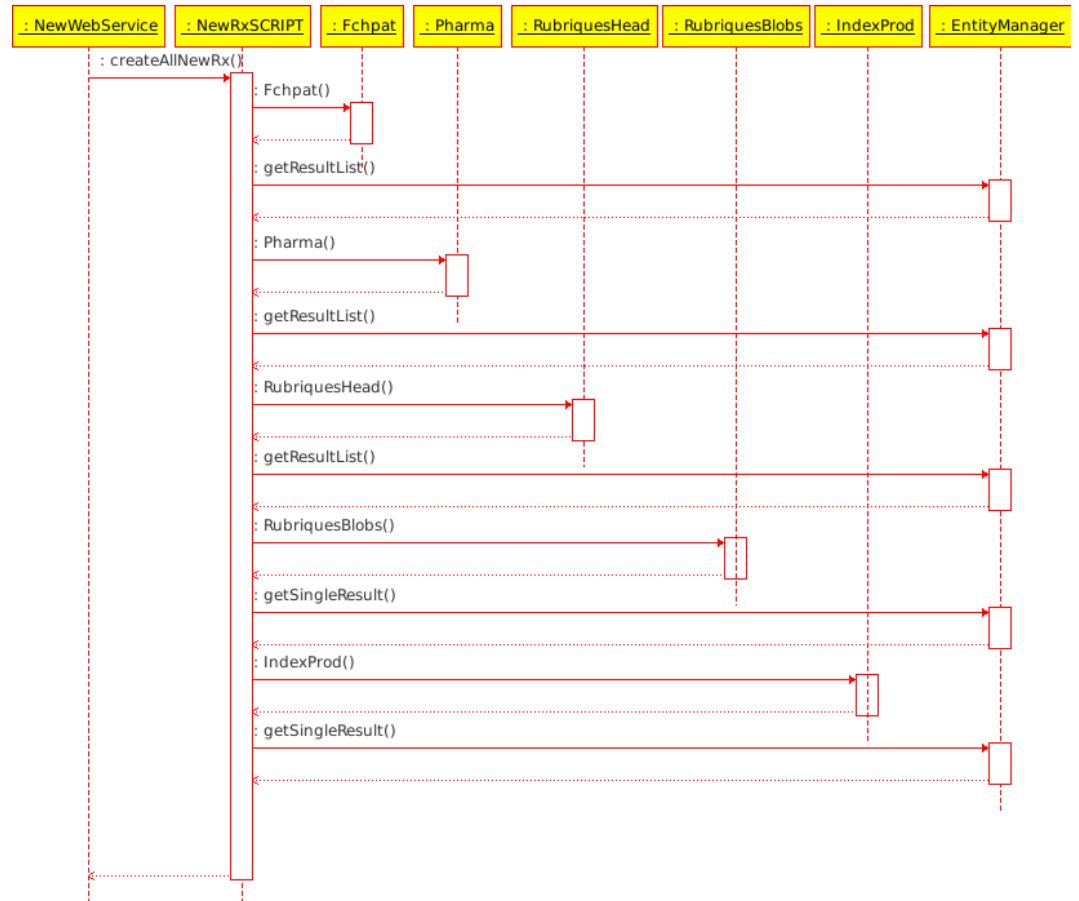 : NewWebService : NewRxSCRIPT : Fchpat : Pharma : RubriquesHead : RubriquesBlobs : IndexProd : EntityManager
: createAllNewRx()
: Fchpat()
: getResultList()
: Pharma()
: getResultList()
: RubriquesHead()
: getResultList()
: RubriquesBlobs()
: getSingleResult()
: IndexProd()
: getSingleResult()